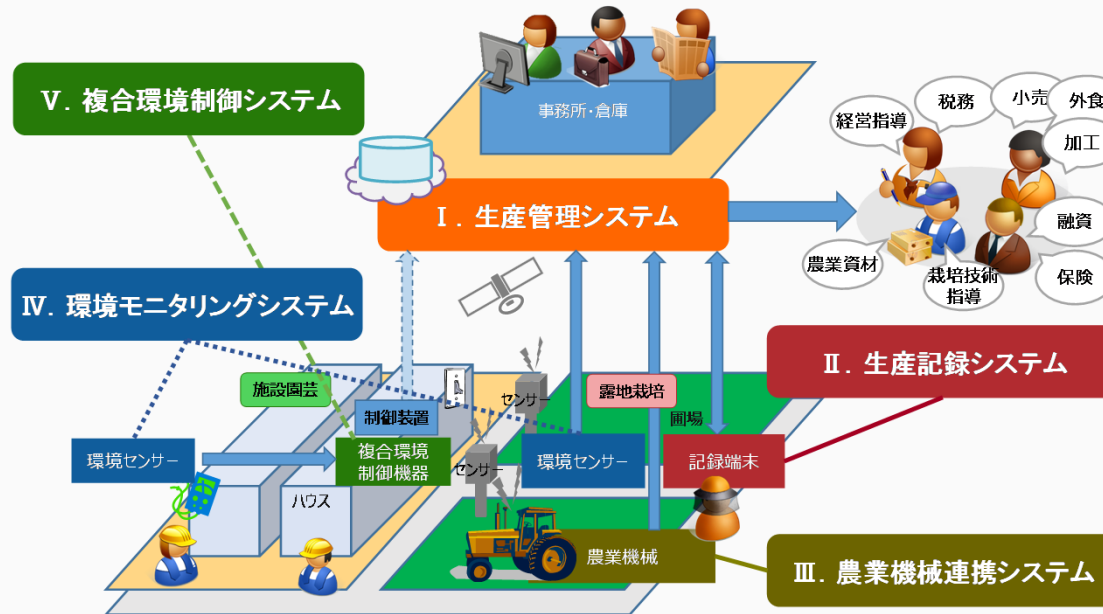 Ⅴ. 複合環境制御システム
事務所・倉庫
経営指導
税務
小売
外食
加工
融資
保険
栽培技術
指導
農業資材
Ⅰ. 生産管理システム
Ⅳ. 環境モニタリングシステム
Ⅱ. 生産記録システム
施設園芸
制御装置
センサー
露地栽培
圃場
環境センサー
複合環境
制御機器
センサー
環境センサー
記録端末
ハウス
農業機械
Ⅲ. 農業機械連携システム